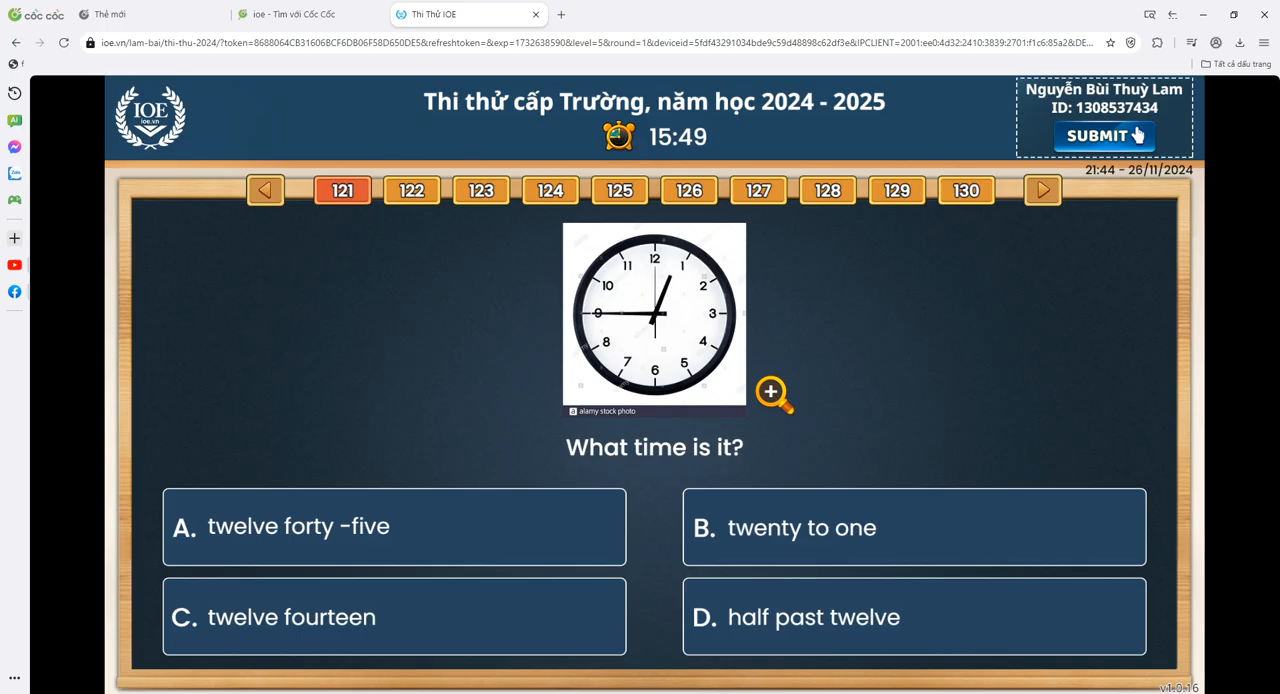 cốc cốc
Thẻ mới
ioe - Tìm với Cốc Cốc
Thi Thử IOE
ioe.vn/lam-bai/thi-thu-2024/?token=8688064CB31606BCF6DB06F58D650DE5&refreshtoken=&exp=1732638590&level=5&round=1&deviceid=5fdf43291034bde9c59d48898c62df3e&IPCLIENT=2001:ee0:4d32:2410:3839:2701:f1c6:85a2&DE...
f
Tất cả dấu trang
IOE
ioe.vn
Thi thử cấp Trường, năm học 2024 - 2025
15:49
Nguyễn Bùi Thuỳ Lam
ID: 1308537434
SUBMIT
21:44 - 26/11/2024
121 122 123 124 125 126 127 128 129 130
12
11 1
10 2
9 3
8 4
7 5
6
a alamy stock photo
What time is it?
A. twelve forty -five
B. twenty to one
C. twelve fourteen
D. half past twelve
v1.0.16
AI
Zalo